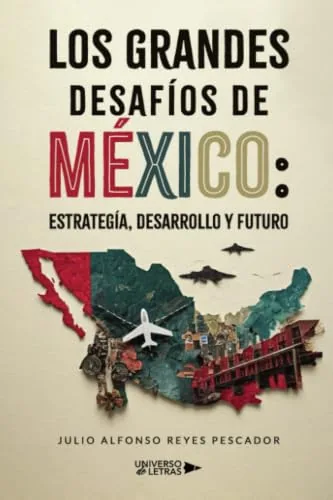 LOS GRANDES
DESAFÍOS DE
MÉXICO:
ESTRATEGÍA, DESARROLLO Y FUTURO
JULIO ALFONSO REYES PESCADOR
UNIVERSO
de LETRAS